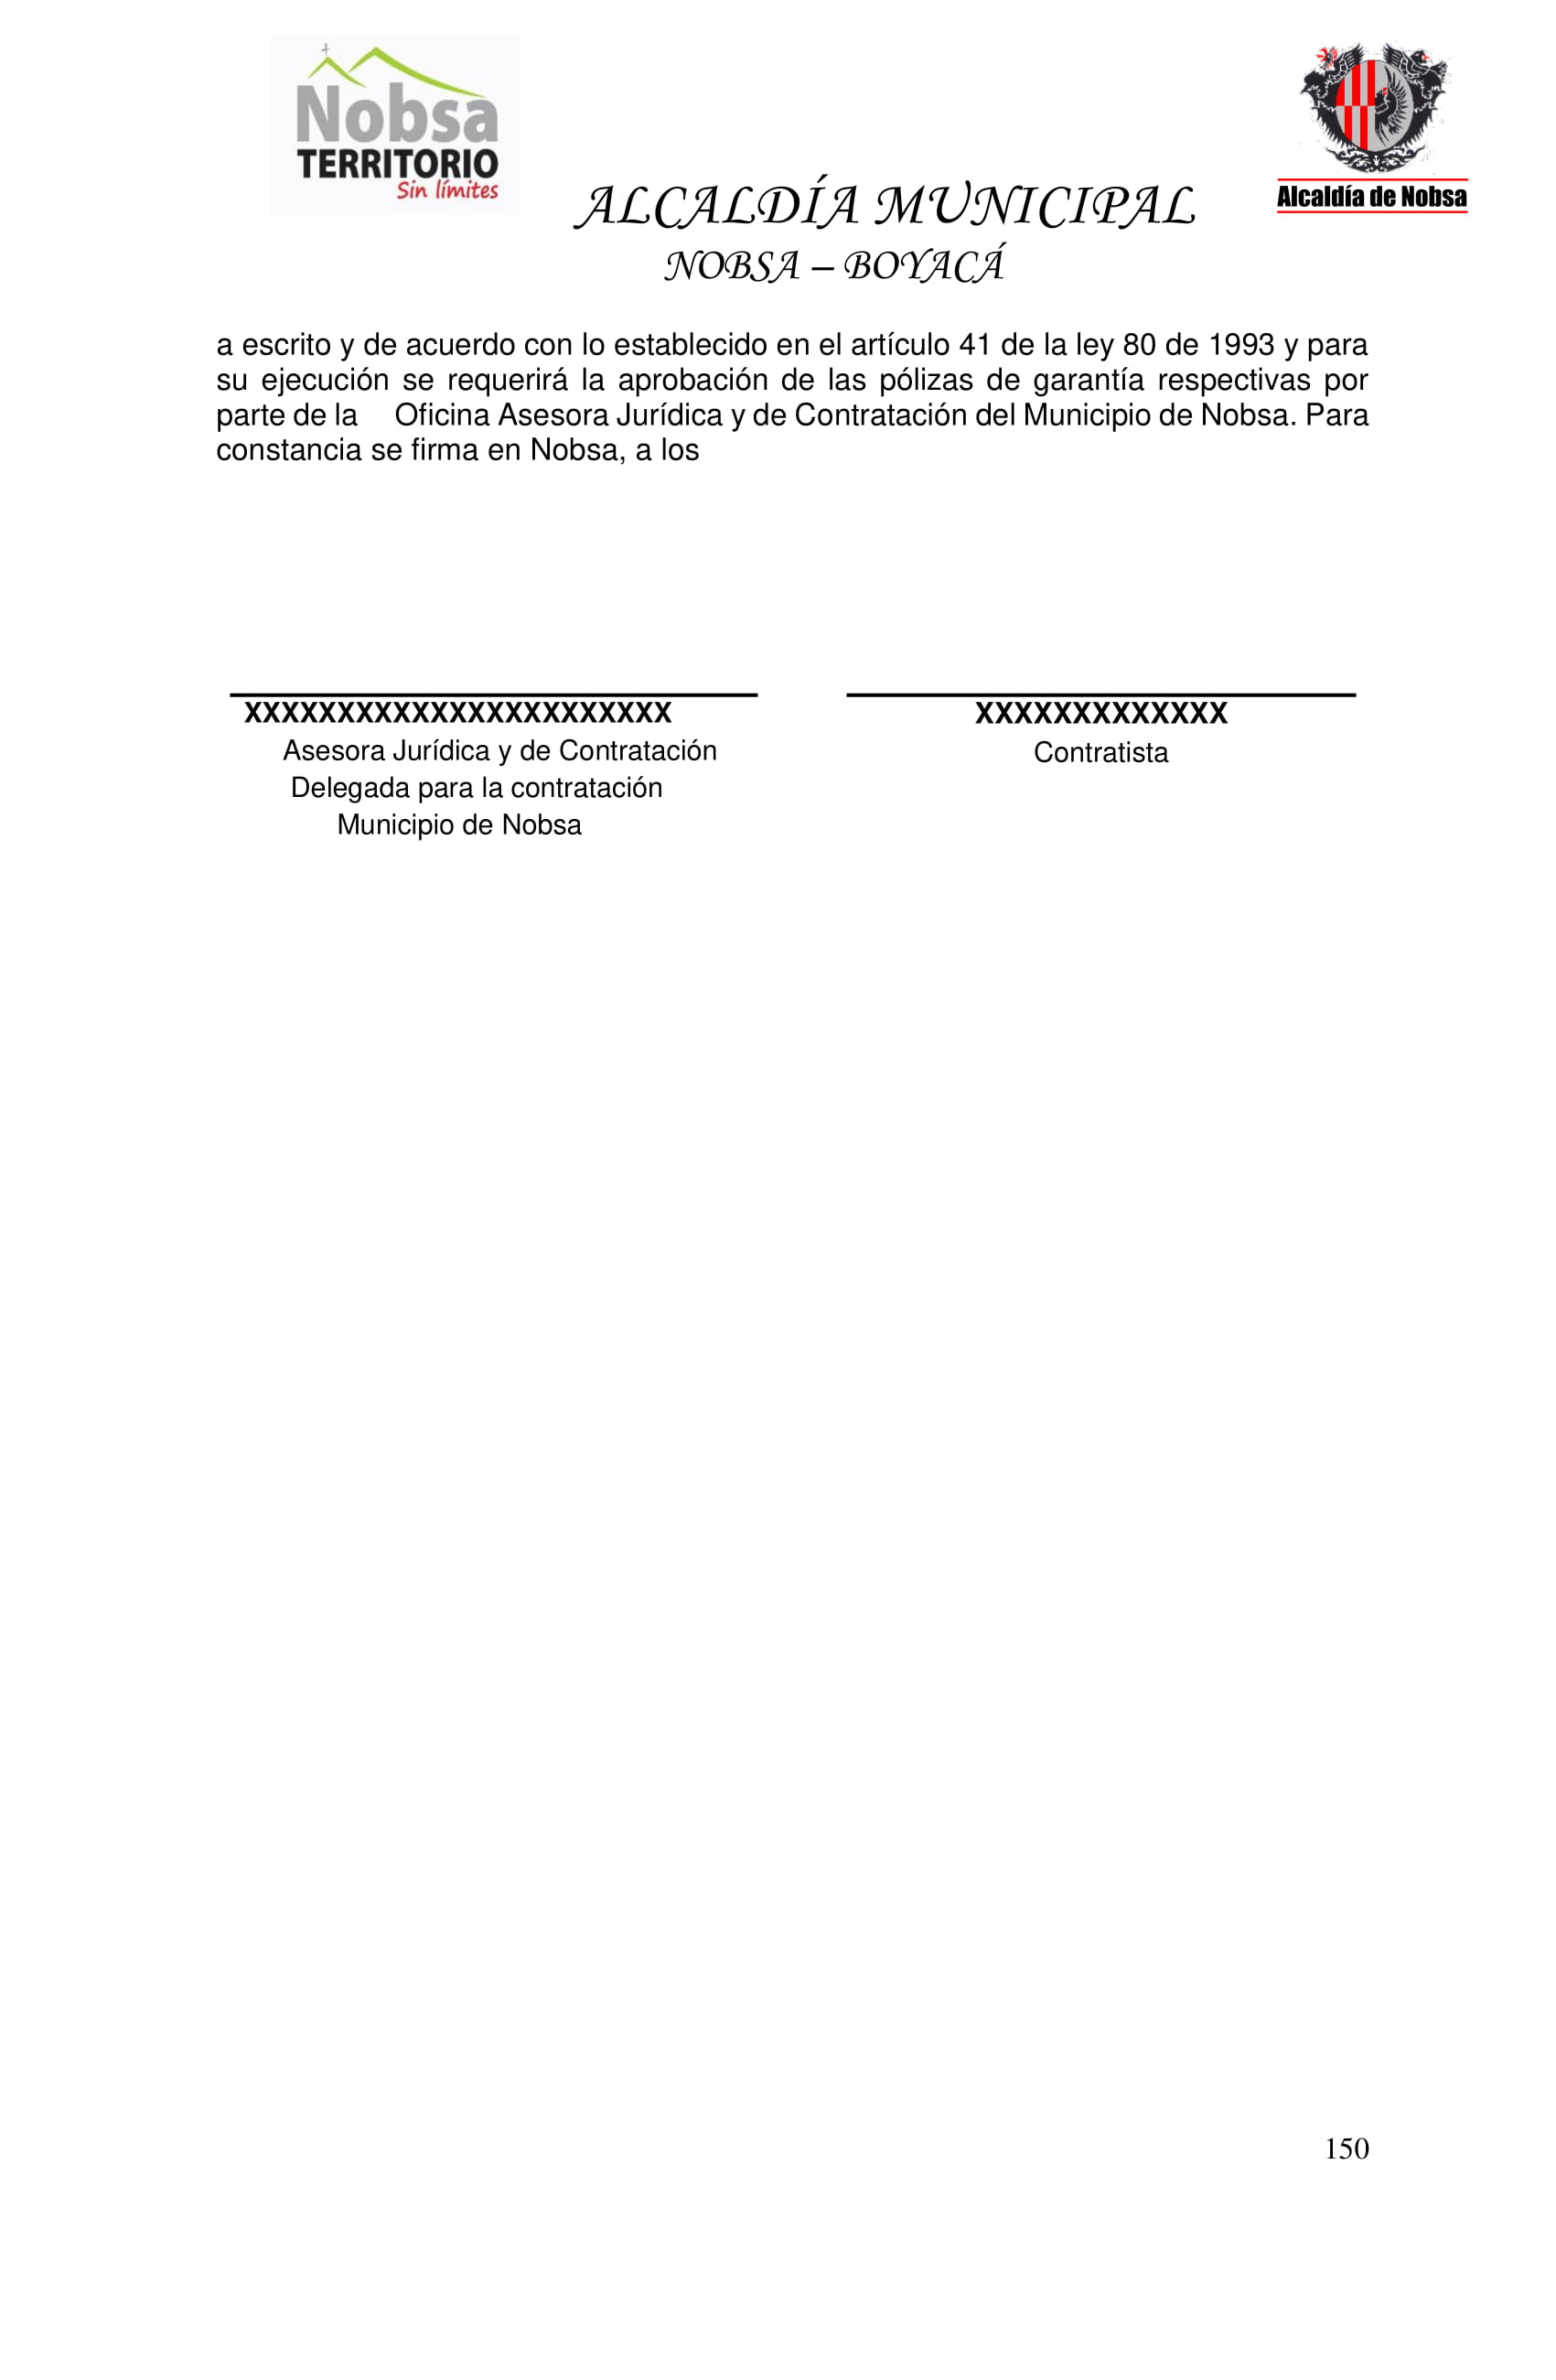 Nobsa
TERRITORIO
Sin límites
Alcaldía de Nobsa
ALCALDÍA MUNICIPAL
NOBSA – BOYACÁ
a escrito y de acuerdo con lo establecido en el artículo 41 de la ley 80 de 1993 y para
su ejecución se requerirá la aprobación de las pólizas de garantía respectivas por
parte de la Oficina Asesora Jurídica y de Contratación del Municipio de Nobsa. Para
constancia se firma en Nobsa, a los
XXXXXXXXXXXXXXXXXXXXXXX
Asesora Jurídica y de Contratación
Delegada para la contratación
Municipio de Nobsa
XXXXXXXXXXXXX
Contratista
150